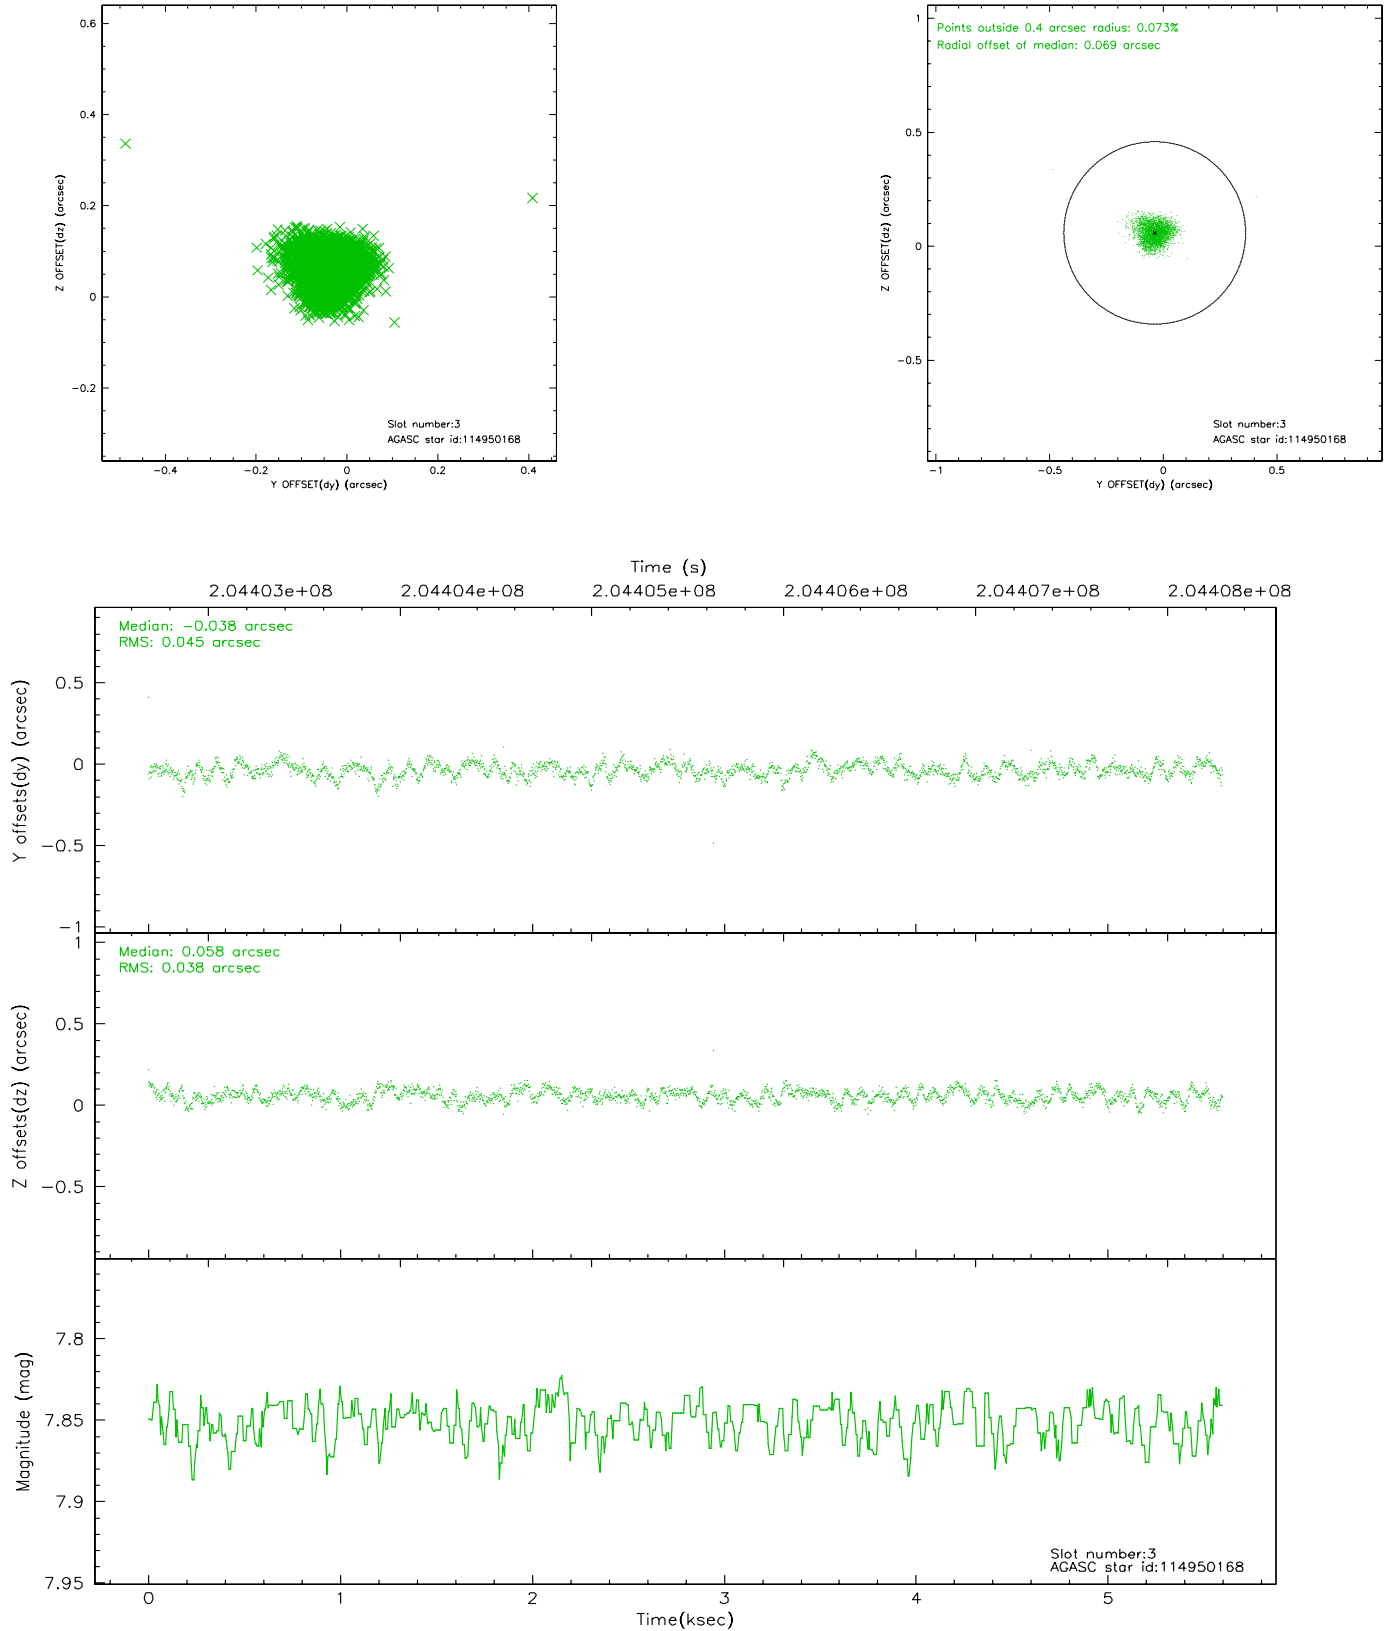 0.6
0.4
0.2
0
−0.2
Z OFFSET(dz) (arcsec)
Slot number:3
AGASC star id:114950168
−0.4 −0.2 0 0.2 0.4
Y OFFSET(dy) (arcsec)
Points outside 0.4 arcsec radius: 0.073%
Radial offset of median: 0.069 arcsec
1
0.5
0
−0.5
Z OFFSET(dz) (arcsec)
Slot number:3
AGASC star id:114950168
−1 −0.5 0 0.5
Y OFFSET(dy) (arcsec)
Time (s)
2.04403e+08 2.04404e+08 2.04405e+08 2.04406e+08 2.04407e+08 2.04408e+08
Median: −0.038 arcsec
RMS: 0.045 arcsec
0.5
0
−0.5
−1
Y offsets(dy) (arcsec)
Median: 0.058 arcsec
RMS: 0.038 arcsec
1
0.5
0
−0.5
Z offsets(dz) (arcsec)
7.8
7.85
7.9
7.95
Magnitude (mag)
Slot number:3
AGASC star id:114950168
0 1 2 3 4 5
Time(ksec)